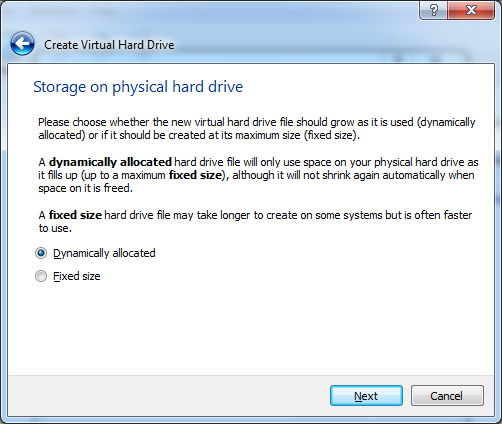 Create Virtual Hard Drive
Storage on physical hard drive
Please choose whether the new virtual hard drive file should grow as it is used (dynamically
allocated) or if it should be created at its maximum size (fixed size).
A dynamically allocated hard drive file will only use space on your physical hard drive as
it fills up (up to a maximum fixed size), although it will not shrink again automatically when
space on it is freed.
A fixed size hard drive file may take longer to create on some systems but is often faster
to use.
Dynamically allocated
Fixed size
Next
Cancel